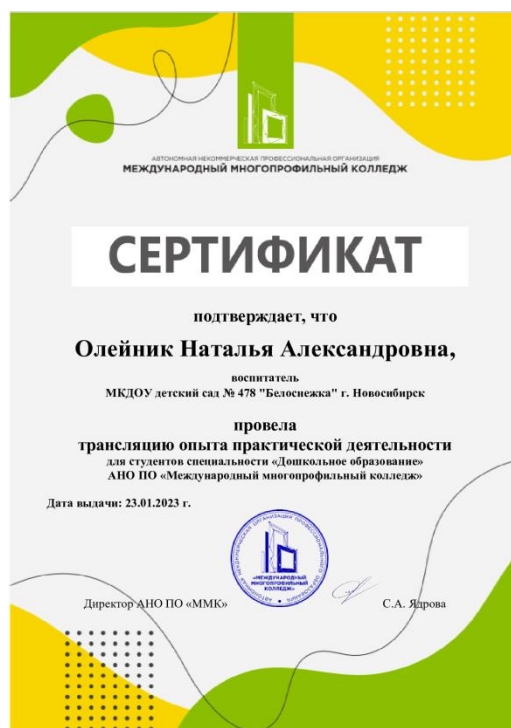 АВТОНОМНАЯ НЕКОММЕРЧЕСКАЯ ПРОФЕССИОНАЛЬНАЯ ОРГАНИЗАЦИЯ
МЕЖДУНАРОДНЫЙ МНОГОПРОФИЛЬНЫЙ КОЛЛЕДЖ
СЕРТИФИКАТ
подтверждает, что
Олейник Наталья Александровна,
воспитатель
МКДОУ детский сад № 478 "Белоснежка" г. Новосибирск
провела
трансляцию опыта практической деятельности
для студентов специальности «Дошкольное образование»
АНО ПО «Международный многопрофильный колледж»
Дата выдачи: 23.01.2023 г.
«МЕЖДУНАРОДНЫЙ
МНОГОПРОФИЛЬНЫЙ
КОЛЛЕДЖ»
Директор АНО ПО «ММК»
С.А. Ядрова